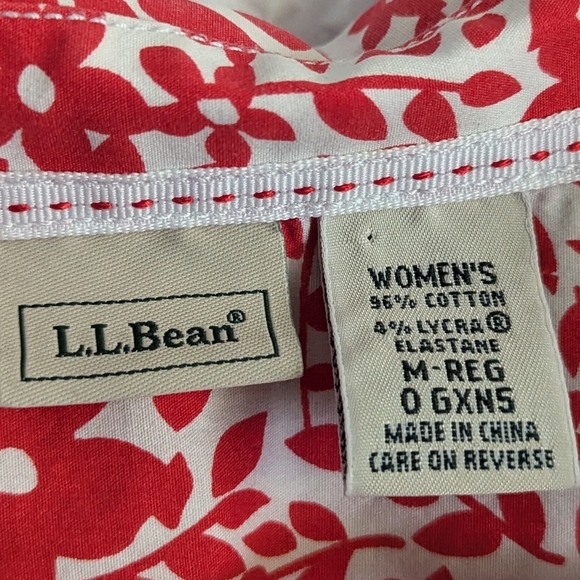 L.L.Bean®
WOMEN'S
96% COTTON
4% LYCRA®
ELASTANE
M-REG
0 GXN5
MADE IN CHINA
CARE ON REVERSE